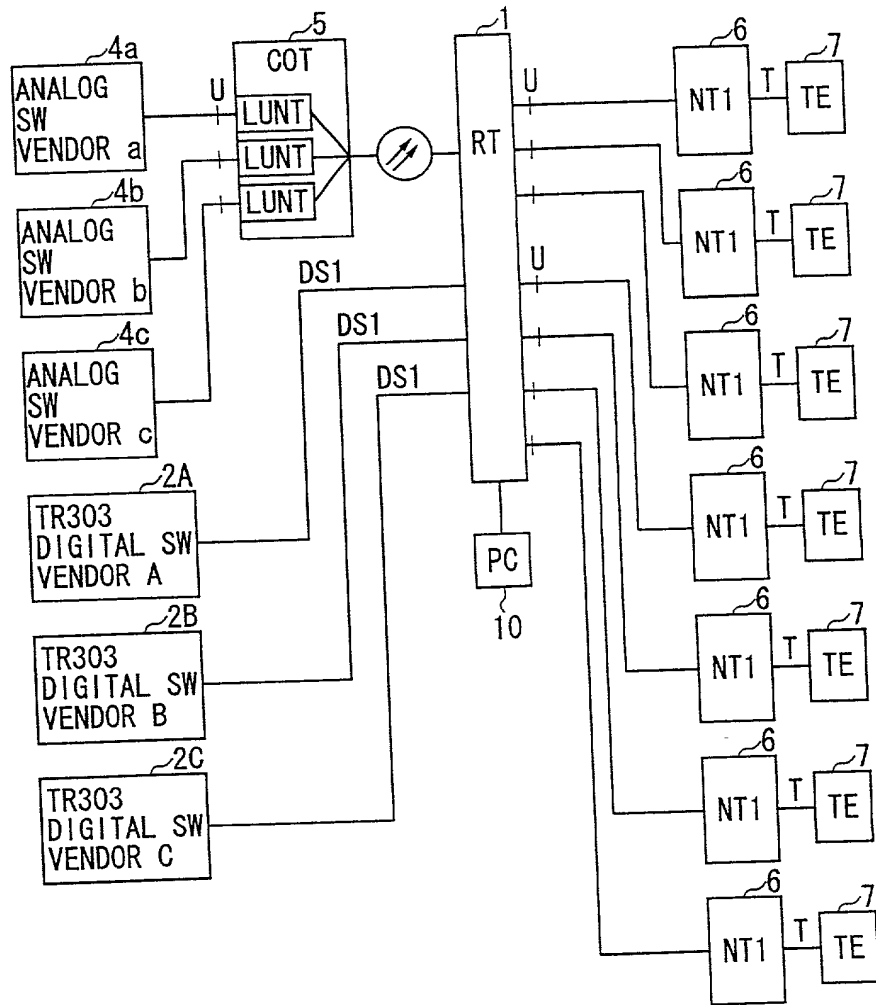 4a
ANALOG
SW
VENDOR a
U
5
COT
LUNT
LUNT
LUNT
1
RT
U
6
NT1
T
7
TE
4b
ANALOG
SW
VENDOR b
6
NT1
T
7
TE
DS1
U
4c
ANALOG
SW
VENDOR c
DS1
6
NT1
T
7
TE
DS1
2A
TR303
DIGITAL SW
VENDOR A
PC
10
6
NT1
T
7
TE
2B
TR303
DIGITAL SW
VENDOR B
6
NT1
T
7
TE
2C
TR303
DIGITAL SW
VENDOR C
6
NT1
T
7
TE
6
NT1
T
7
TE